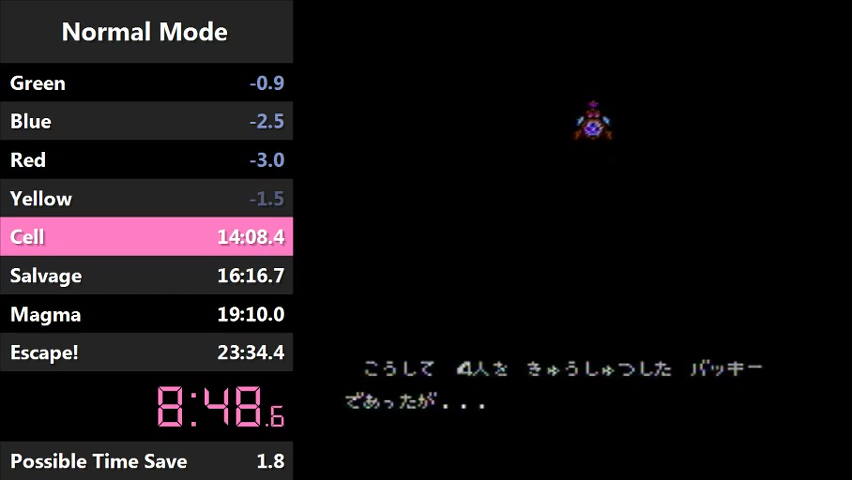 Normal Mode
Green -0.9
Blue -2.5
Red -3.0
Yellow -1.5
Cell 14:08.4
Salvage 16:16.7
Magma 19:10.0
Escape! 23:34.4
8:48.6
Possible Time Save 1.8
こうして 4人を きゅうしゅつした バッキー
であったが...